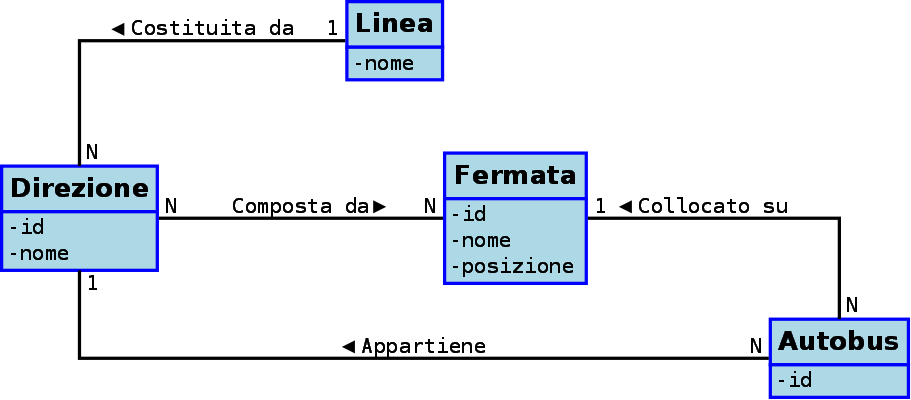 Linea
-nome
◄Costituita da 1
N
Direzione
-id
-nome
N Composta da► N
Fermata
-id
-nome
-posizione
1 ◄Collocato su
N
1
◄Appartiene N
Autobus
-id